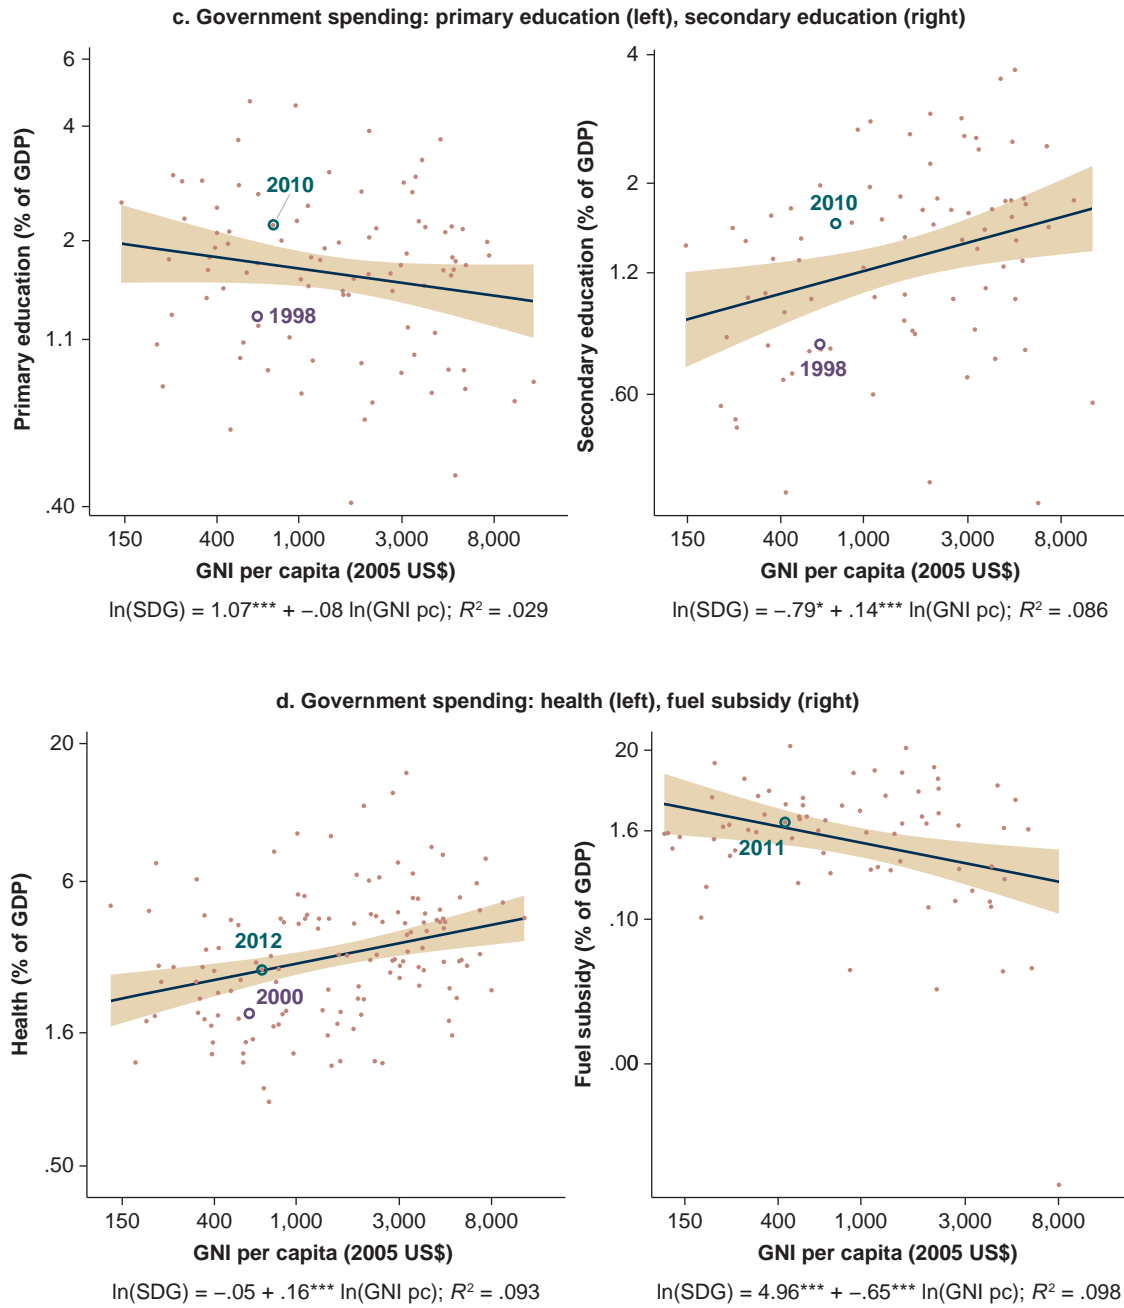 c. Government spending: primary education (left), secondary education (right)
Primary education (% of GDP)
6
4
2
1.1
.40
2010
1998
150 400 1,000 3,000 8,000
GNI per capita (2005 US$)
ln(SDG) = 1.07*** + –.08 ln(GNI pc); R² = .029
Secondary education (% of GDP)
4
2
1.2
.60
2010
1998
150 400 1,000 3,000 8,000
GNI per capita (2005 US$)
ln(SDG) = –.79* + .14*** ln(GNI pc); R² = .086
d. Government spending: health (left), fuel subsidy (right)
Health (% of GDP)
20
6
1.6
.50
2012
2000
150 400 1,000 3,000 8,000
GNI per capita (2005 US$)
ln(SDG) = –.05 + .16*** ln(GNI pc); R² = .093
Fuel subsidy (% of GDP)
20
1.6
.10
.00
2011
150 400 1,000 3,000 8,000
GNI per capita (2005 US$)
ln(SDG) = 4.96*** + –.65*** ln(GNI pc); R² = .098